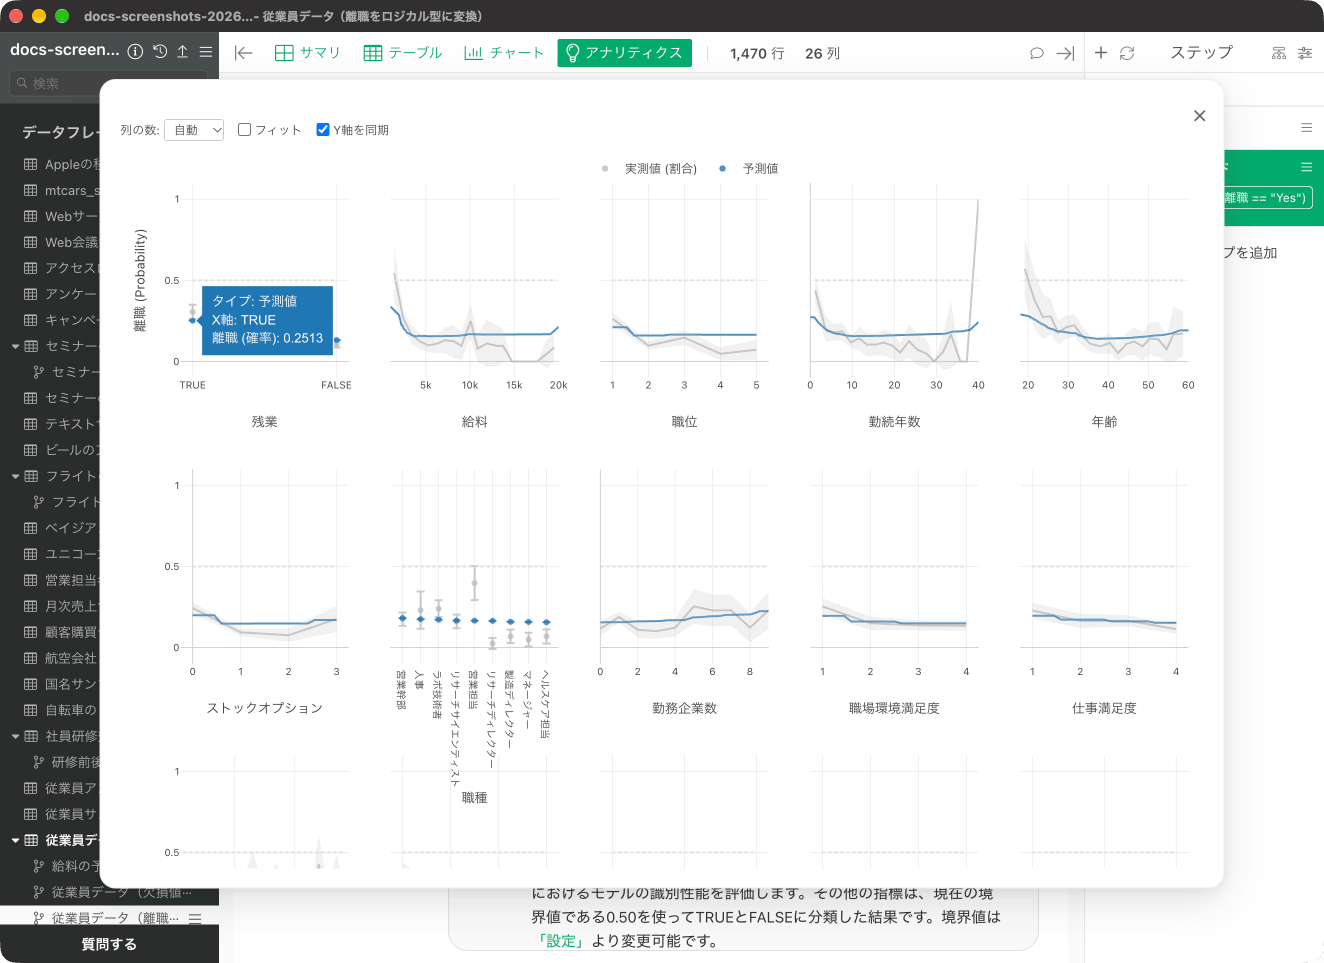 docs-screenshots-2026...- 従業員データ（離職をロジカル型に変換）
docs-screen...
サマリ
テーブル
チャート
アナリティクス
1,470 行
26 列
ステップ
検索
データフレー
Appleの
mtcars_s
Webサー
Web会議
アクセス
アンケー
キャンペー
セミナー
セミナー
セミナー
テキスト
ビールの
フライト
フライト
ベイジア
ユニコー
営業担当
月次売上
顧客購買
航空会社
国名サン
自転車の
社員研修
研修前後
従業員ア
従業員サ
従業員デー
給料の予
従業員データ（欠損値…
従業員データ（離職…
質問する
列の数:
自動
フィット
Y軸を同期
実測値 (割合)
予測値
離職 (Probability)
1
0.5
0
タイプ: 予測値
X軸: TRUE
離職 (確率): 0.2513
TRUE
FALSE
残業
5k
10k
15k
20k
給料
1
2
3
4
5
職位
0
10
20
30
40
勤続年数
20
30
40
50
60
年齢
1
0.5
0
0
1
2
3
ストックオプション
営業幹部
人事
ラボ技術者
リサーチサイエンティスト
営業担当
リサーチディレクター
製造ディレクター
マネージャー
ヘルスケア担当
職種
0
2
4
6
8
勤務企業数
1
2
3
4
職場環境満足度
1
2
3
4
仕事満足度
1
0.5
離職 == "Yes")
プを追加
におけるモデルの識別性能を評価します。その他の指標は、現在の境
界値である0.50を使ってTRUEとFALSEに分類した結果です。境界値は
「設定」より変更可能です。